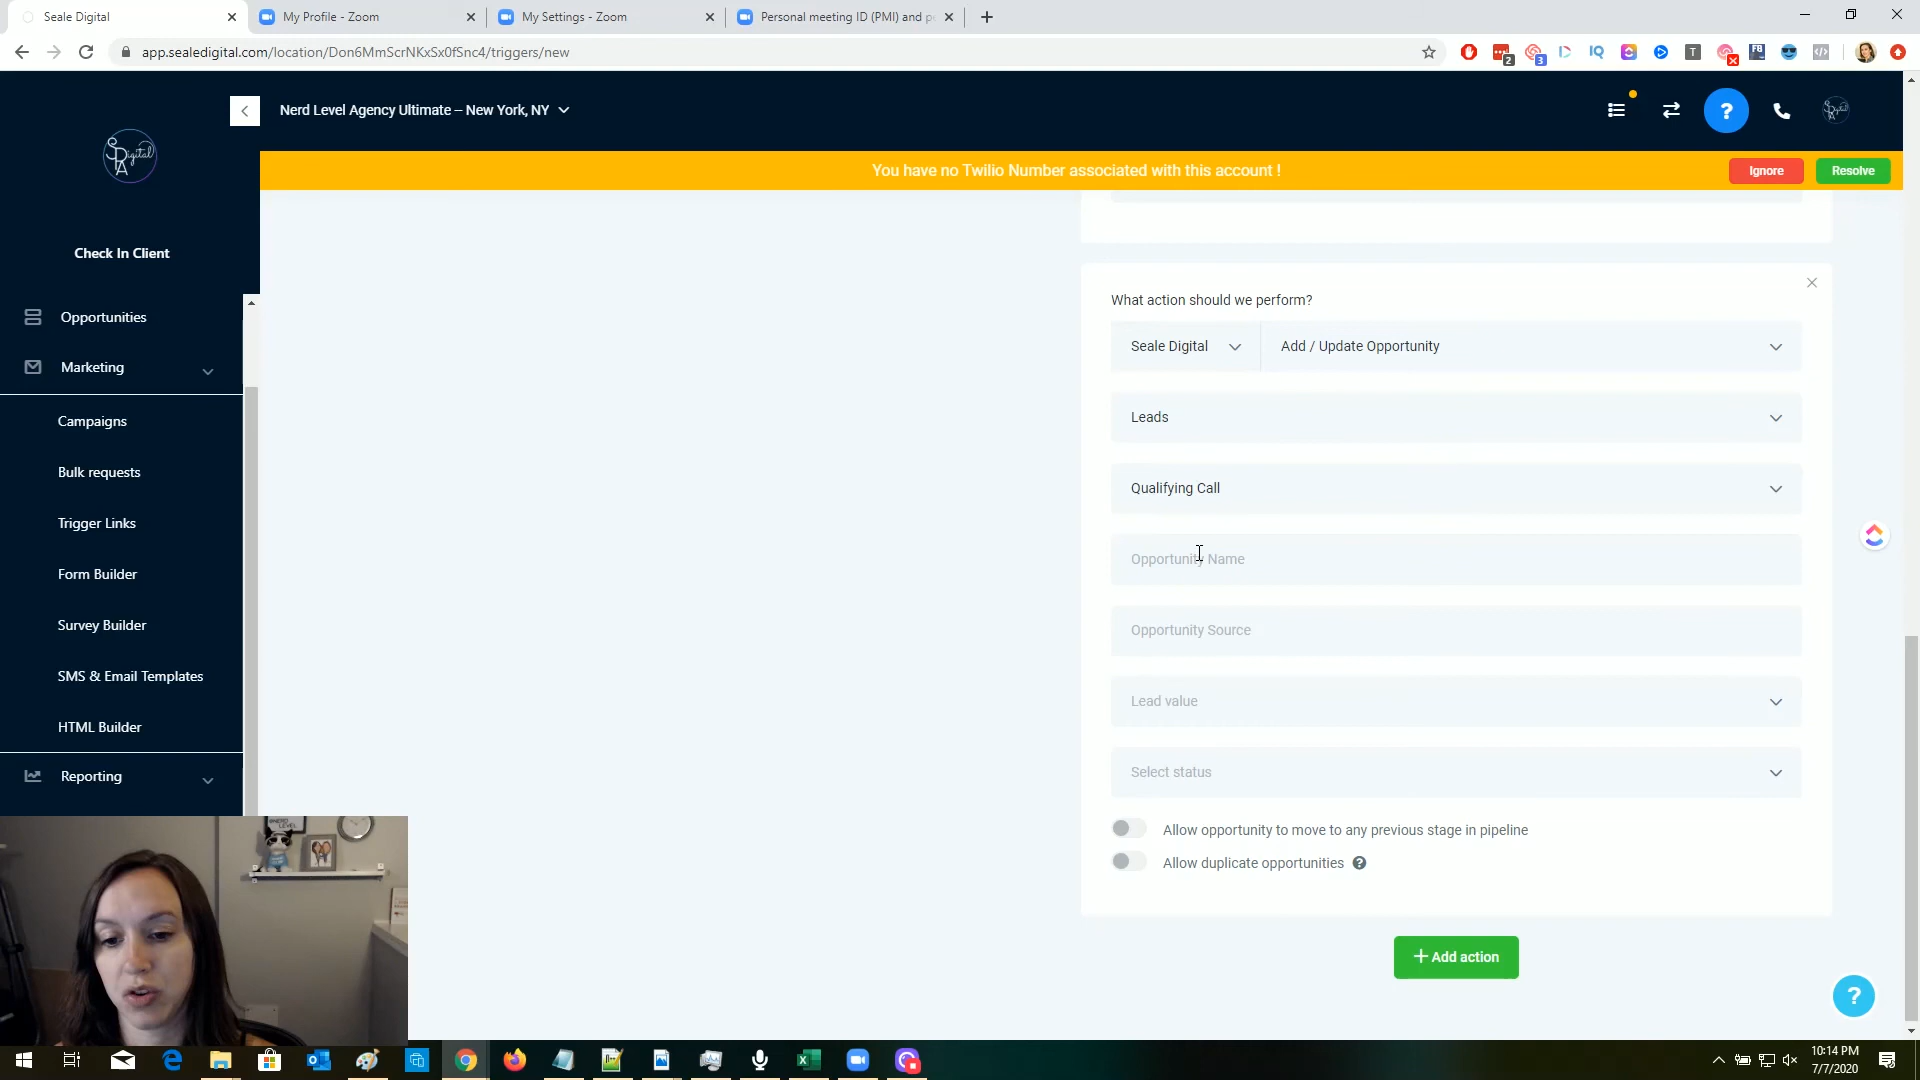 Seale Digital
My Profile - Zoom
My Settings - Zoom
Personal meeting ID (PMI) and p
app.sealedigital.com/location/Don6MmScrNKxSx0fSnc4/triggers/new
Nerd Level Agency Ultimate – New York, NY
You have no Twilio Number associated with this account !
Ignore
Resolve
Check In Client
Opportunities
Marketing
Campaigns
Bulk requests
Trigger Links
Form Builder
Survey Builder
SMS & Email Templates
HTML Builder
Reporting
What action should we perform?
Seale Digital
Add / Update Opportunity
Leads
Qualifying Call
Opportunity Name
Opportunity Source
Lead value
Select status
Allow opportunity to move to any previous stage in pipeline
Allow duplicate opportunities
+ Add action
10:14 PM
7/7/2020